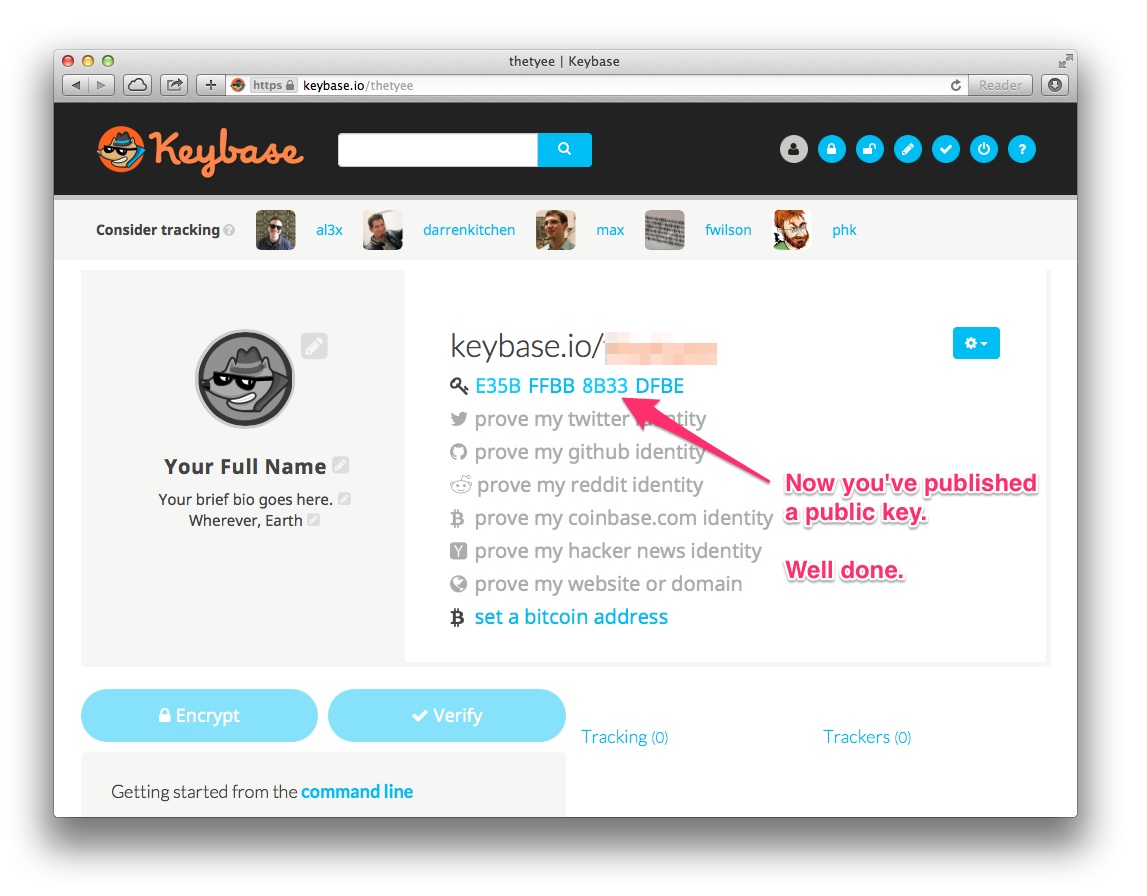 thetyee | Keybase
https keybase.io/thetyee
Reader
Keybase
?
Consider tracking ?
al3x
darrenkitchen
max
fwilson
phk
keybase.io/
E35B FFBB 8B33 DFBE
prove my twitter identity
prove my github identity
prove my reddit identity
prove my coinbase.com identity
prove my hacker news identity
prove my website or domain
set a bitcoin address
Your Full Name
Your brief bio goes here.
Wherever, Earth
Now you've published
a public key.
Well done.
Encrypt
Verify
Tracking (0)
Trackers (0)
Getting started from the command line